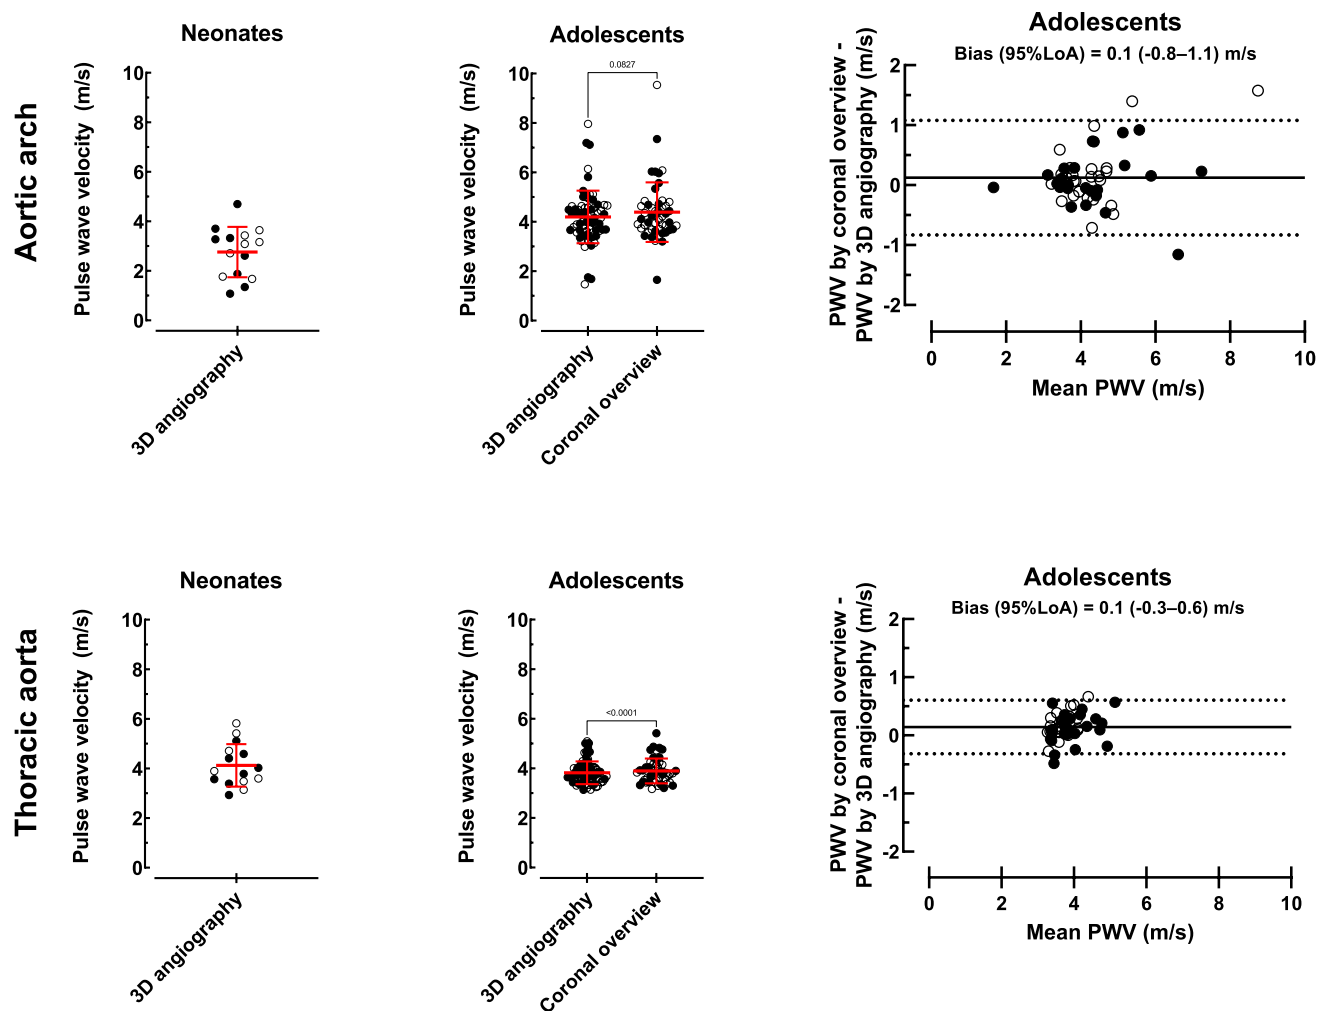 Aortic arch
Neonates
Pulse wave velocity (m/s)
10
8
6
4
2
0
3D angiography
Adolescents
Pulse wave velocity (m/s)
10
8
6
4
2
0
0.0827
3D angiography
Coronal overview
Adolescents
Bias (95%LoA) = 0.1 (-0.8–1.1) m/s
PWV by coronal overview -
PWV by 3D angiography (m/s)
2
1
0
-1
-2
0 2 4 6 8 10
Mean PWV (m/s)
Thoracic aorta
Neonates
Pulse wave velocity (m/s)
10
8
6
4
2
0
3D angiography
Adolescents
Pulse wave velocity (m/s)
10
8
6
4
2
0
<0.0001
3D angiography
Coronal overview
Adolescents
Bias (95%LoA) = 0.1 (-0.3–0.6) m/s
PWV by coronal overview -
PWV by 3D angiography (m/s)
2
1
0
-1
-2
0 2 4 6 8 10
Mean PWV (m/s)